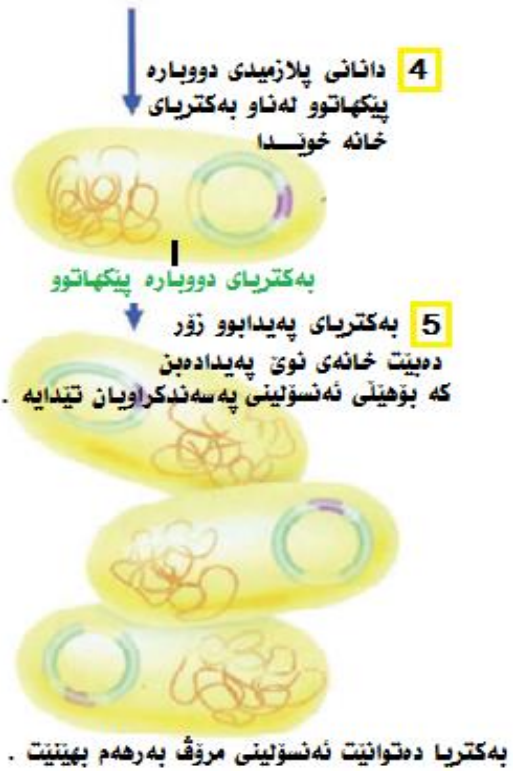 4 دانانی پلازمیدی دووباره
پێکهاتوو لەناو بەکتریای
خانە خوێـــدا
بەکتریای دووبارە پێکهاتوو
5 بەکتریای پەیدابوو زۆر
دەبێت خانەی نوێ پەیدادەبن
کە بۆهێڵی ئەنسۆلینی پەسەندکراویان تێدایە .
بەکتریا دەتوانێت ئەنسۆلینی مرۆڤ بەرهەم بهێنێت .